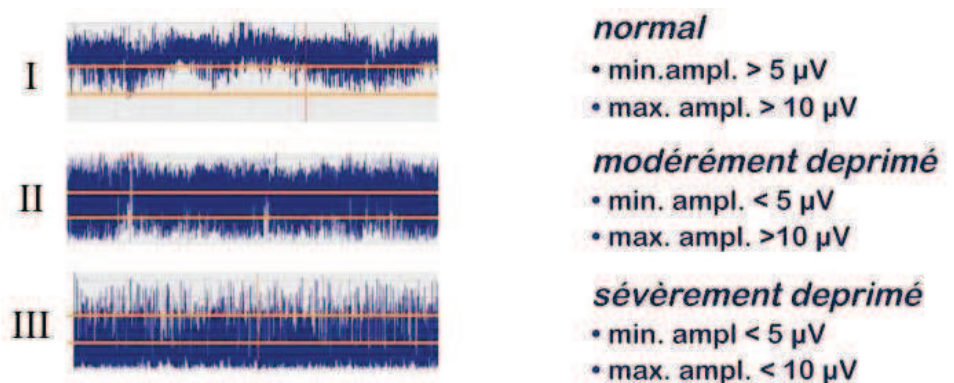 I
normal
• min.ampl. > 5 µV
• max. ampl. > 10 µV
II
modérément deprimé
• min. ampl. < 5 µV
• max. ampl. >10 µV
III
sévèrement deprimé
• min. ampl < 5 µV
• max. ampl. < 10 µV